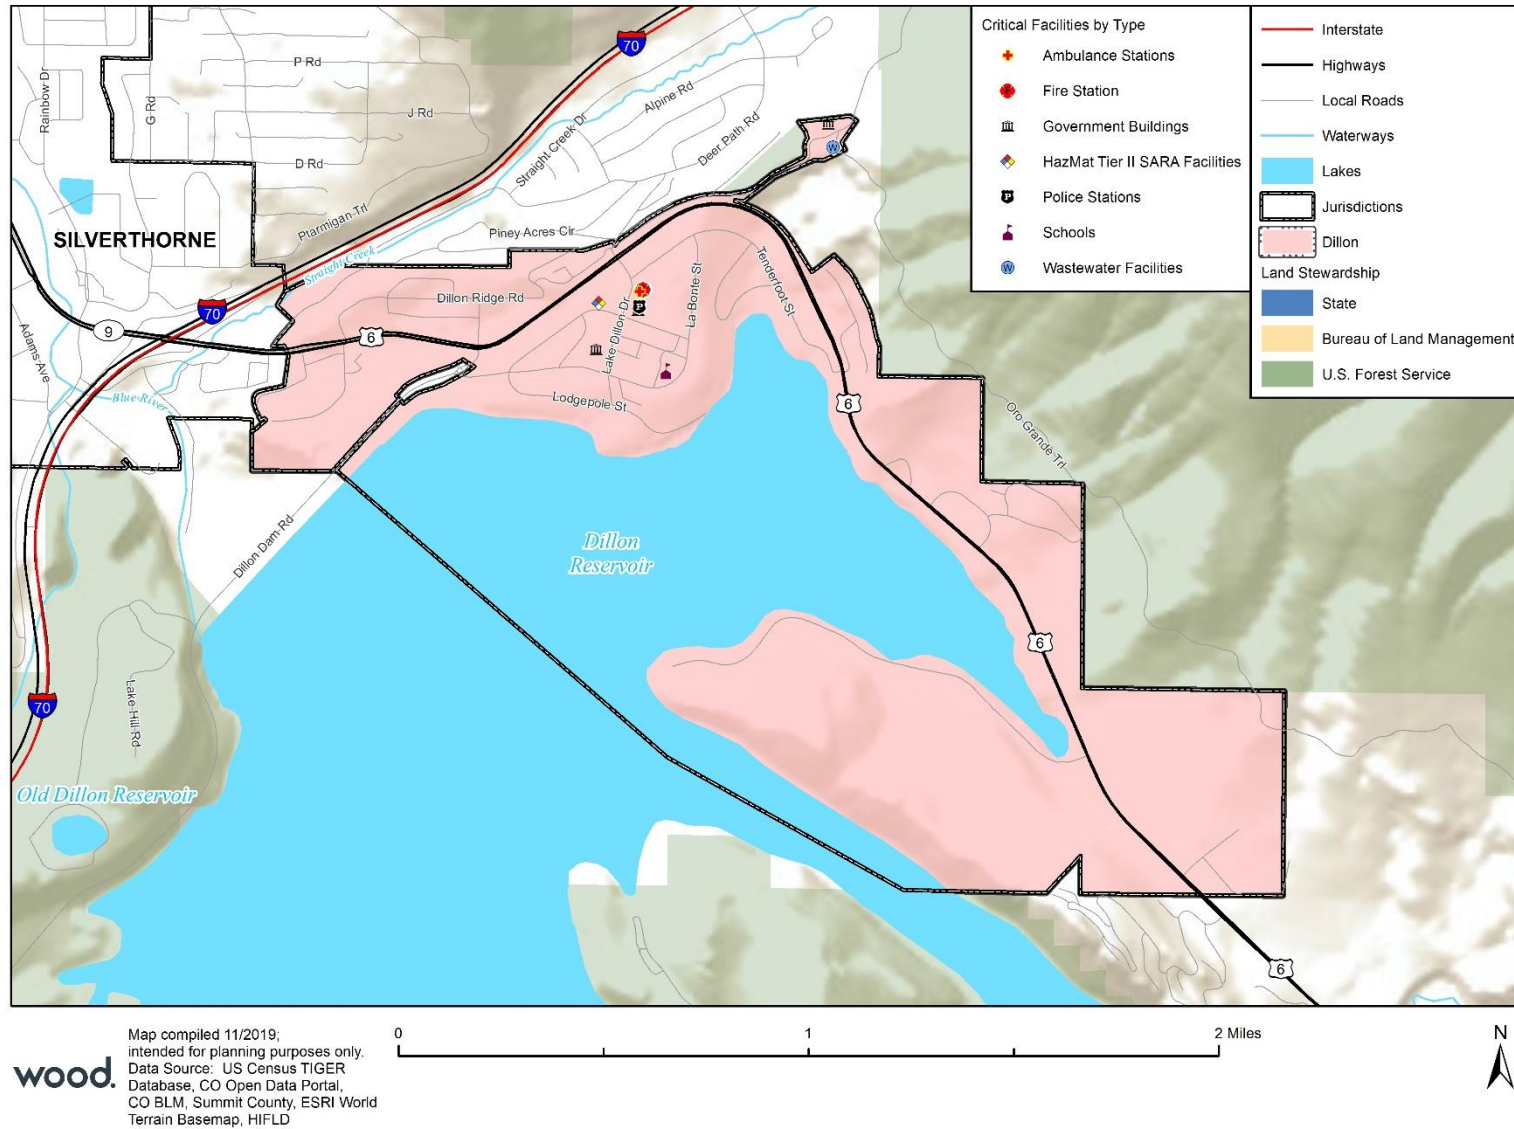 Critical Facilities by Type
Ambulance Stations
F
Fire Station
Government Buildings
HazMat Tier II SARA Facilities
P
Police Stations
Schools
W
Wastewater Facilities
Interstate
Highways
Local Roads
Waterways
Lakes
Jurisdictions
Dillon
Land Stewardship
State
Bureau of Land Management
U.S. Forest Service
70
P Rd
Rainbow Dr
G Rd
J Rd
Alpine Rd
Straight Creek Dr
Deer Path Rd
D Rd
W
Ptarmigan Trl
SILVERTHORNE
Piney Acres Cir
Straight Creek
Tenderfoot St
Dillon Ridge Rd
La Bonte St
Lake Dillon Dr
P
70
9
6
Adams Ave
Blue River
Lodgepole St
6
Oro Grande Trl
Dillon Dam Rd
Dillon
Reservoir
6
Lake Hill Rd
70
Old Dillon Reservoir
6
wood.
Map compiled 11/2019;
intended for planning purposes only.
Data Source: US Census TIGER
Database, CO Open Data Portal,
CO BLM, Summit County, ESRI World
Terrain Basemap, HIFLD
0
1
2 Miles
N